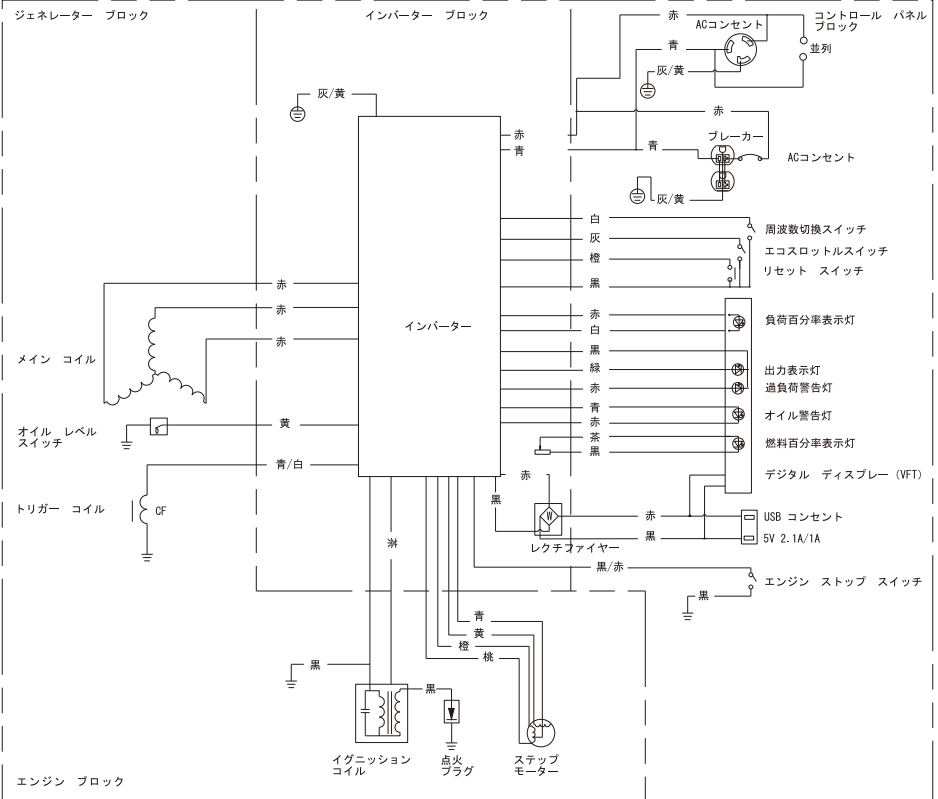 ジェネレーター ブロック
インバーター ブロック
コントロール パネル
ブロック
赤
ACコンセント
並列
青
灰/黄
灰/黄
赤
赤
青
ブレーカー
青
ACコンセント
灰/黄
白
周波数切換スイッチ
灰
エコスロットルスイッチ
橙
リセット スイッチ
黒
赤
赤
赤
インバーター
赤
負荷百分率表示灯
白
黒
メイン コイル
緑
出力表示灯
赤
過負荷警告灯
青
オイル警告灯
赤
オイル レベル
スイッチ
黄
茶
燃料百分率表示灯
黒
青/白
赤
デジタル ディスプレー (VFT)
黒
トリガー コイル
CF
W
赤
USB コンセント
黒
5V 2.1A/1A
レクチファイヤー
茶
黒/赤
エンジン ストップ スイッチ
黒
青
黄
橙
桃
黒
黒
イグニッション
コイル
点火
プラグ
ステップ
モーター
エンジン ブロック